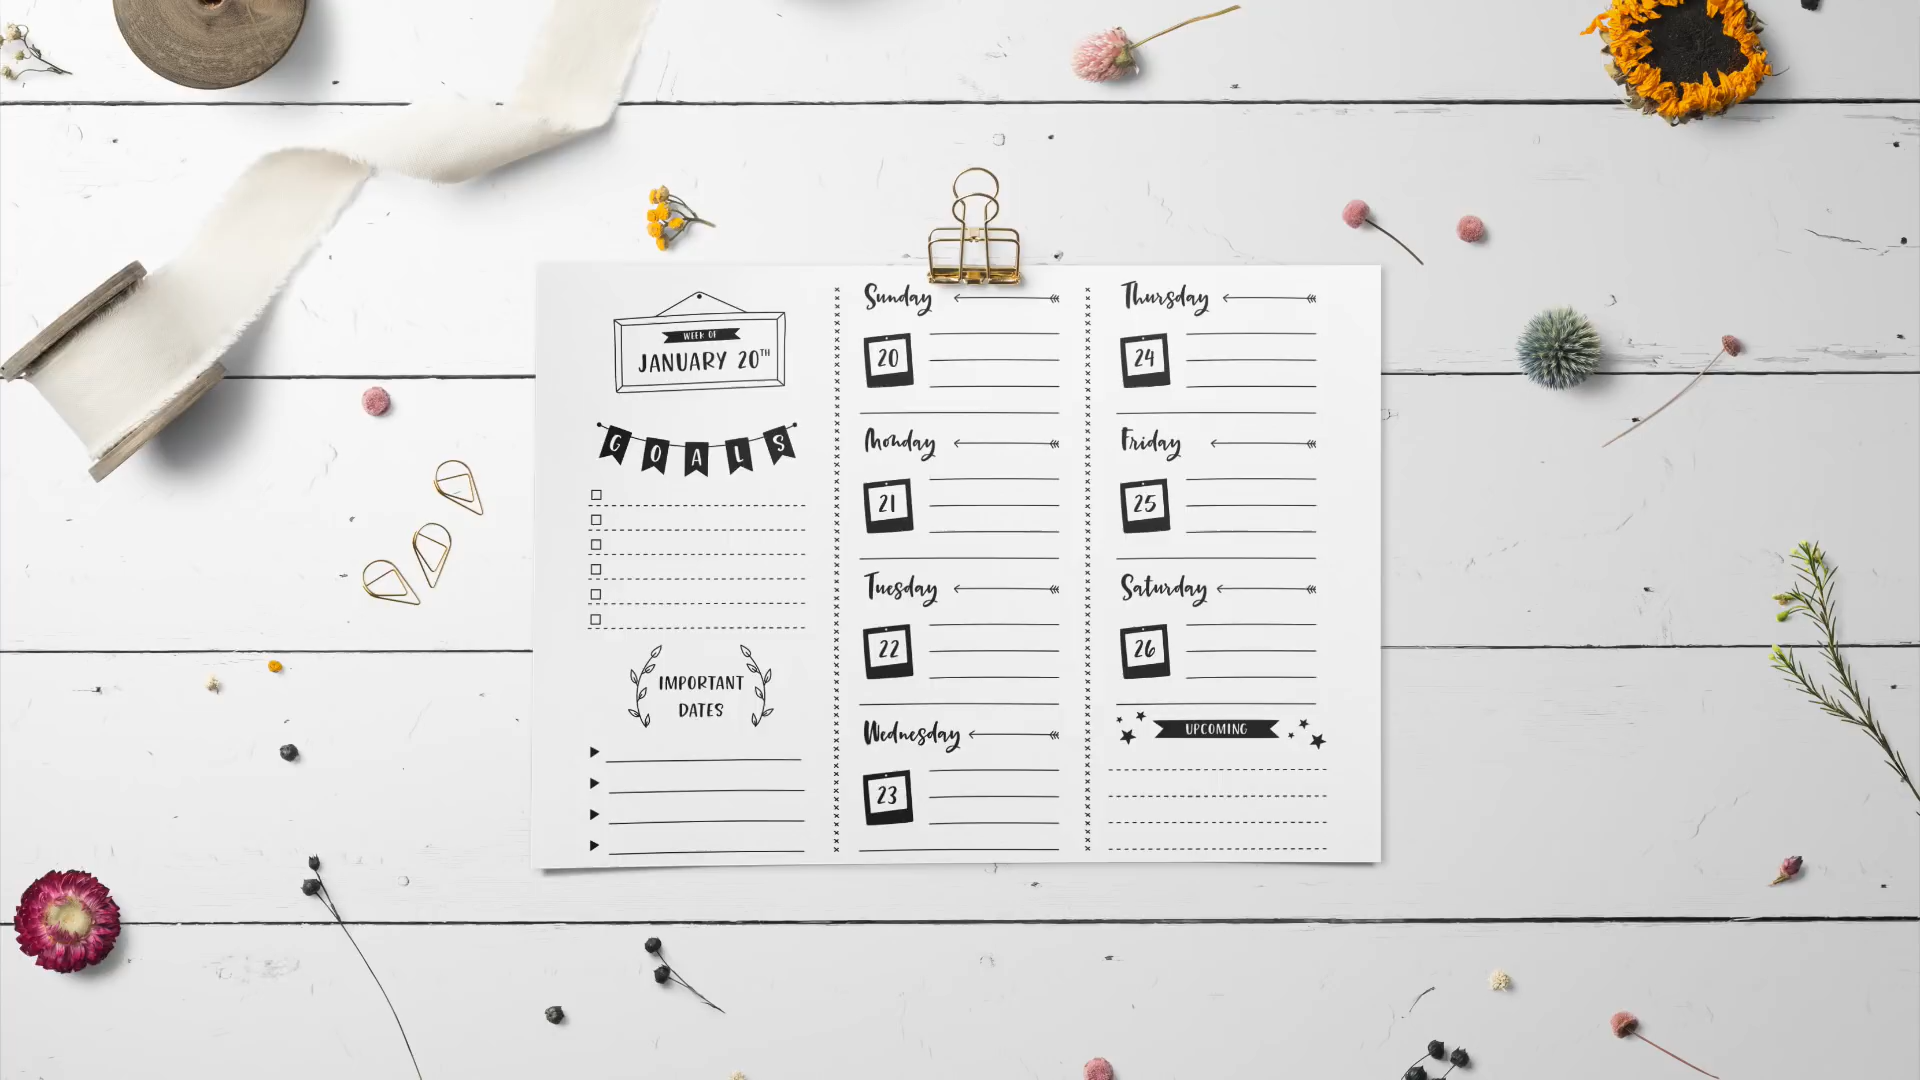 WEEK OF
JANUARY 20TH
GOALS
IMPORTANT
DATES
Sunday
20
Monday
21
Tuesday
22
Wednesday
23
Thursday
24
Friday
25
Saturday
26
UPCOMING